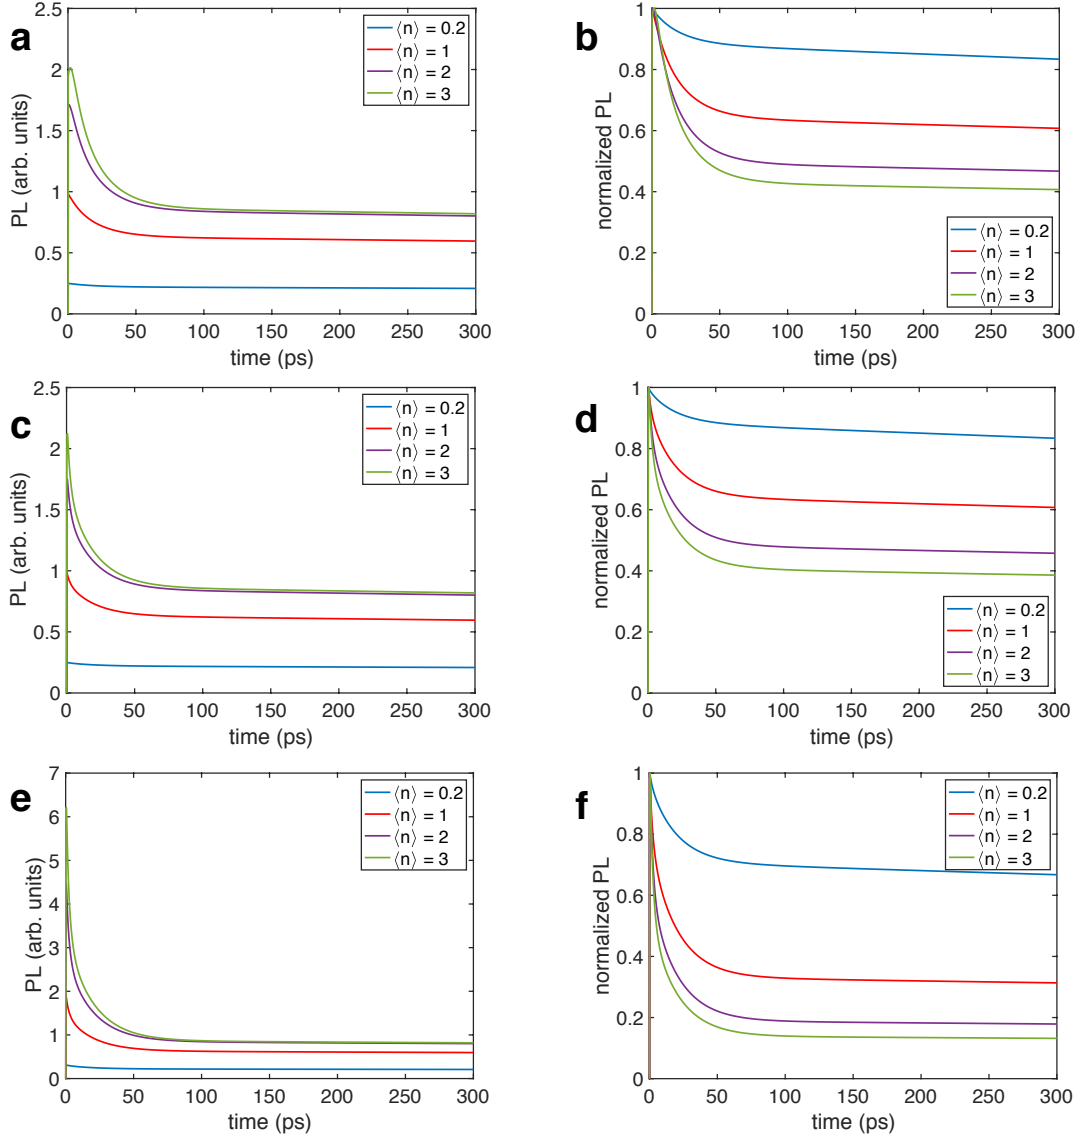 a
2.5
2
1.5
1
0.5
0
PL (arb. units)
⟨n⟩ = 0.2
⟨n⟩ = 1
⟨n⟩ = 2
⟨n⟩ = 3
0 50 100 150 200 250 300
time (ps)
b
1
0.8
0.6
0.4
0.2
0
normalized PL
⟨n⟩ = 0.2
⟨n⟩ = 1
⟨n⟩ = 2
⟨n⟩ = 3
0 50 100 150 200 250 300
time (ps)
c
2.5
2
1.5
1
0.5
0
PL (arb. units)
⟨n⟩ = 0.2
⟨n⟩ = 1
⟨n⟩ = 2
⟨n⟩ = 3
0 50 100 150 200 250 300
time (ps)
d
1
0.8
0.6
0.4
0.2
0
normalized PL
⟨n⟩ = 0.2
⟨n⟩ = 1
⟨n⟩ = 2
⟨n⟩ = 3
0 50 100 150 200 250 300
time (ps)
e
7
6
5
4
3
2
1
0
PL (arb. units)
⟨n⟩ = 0.2
⟨n⟩ = 1
⟨n⟩ = 2
⟨n⟩ = 3
0 50 100 150 200 250 300
time (ps)
f
1
0.8
0.6
0.4
0.2
0
normalized PL
⟨n⟩ = 0.2
⟨n⟩ = 1
⟨n⟩ = 2
⟨n⟩ = 3
0 50 100 150 200 250 300
time (ps)